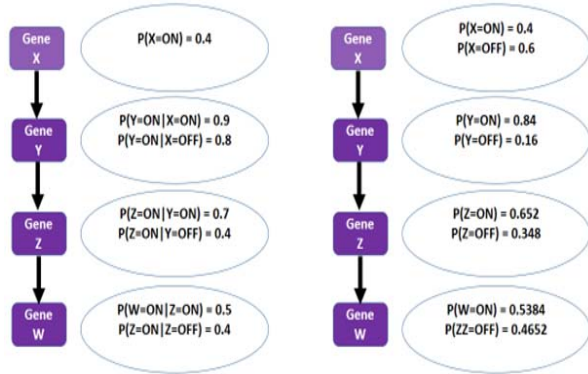 Gene
X
P(X=ON) = 0.4
Gene
Y
P(Y=ON|X=ON) = 0.9
P(Y=ON|X=OFF) = 0.8
Gene
Z
P(Z=ON|Y=ON) = 0.7
P(Z=ON|Y=OFF) = 0.4
Gene
W
P(W=ON|Z=ON) = 0.5
P(Z=ON|Z=OFF) = 0.4
Gene
X
P(X=ON) = 0.4
P(X=OFF) = 0.6
Gene
Y
P(Y=ON) = 0.84
P(Y=OFF) = 0.16
Gene
Z
P(Z=ON) = 0.652
P(Z=OFF) = 0.348
Gene
W
P(W=ON) = 0.5384
P(ZZ=OFF) = 0.4652